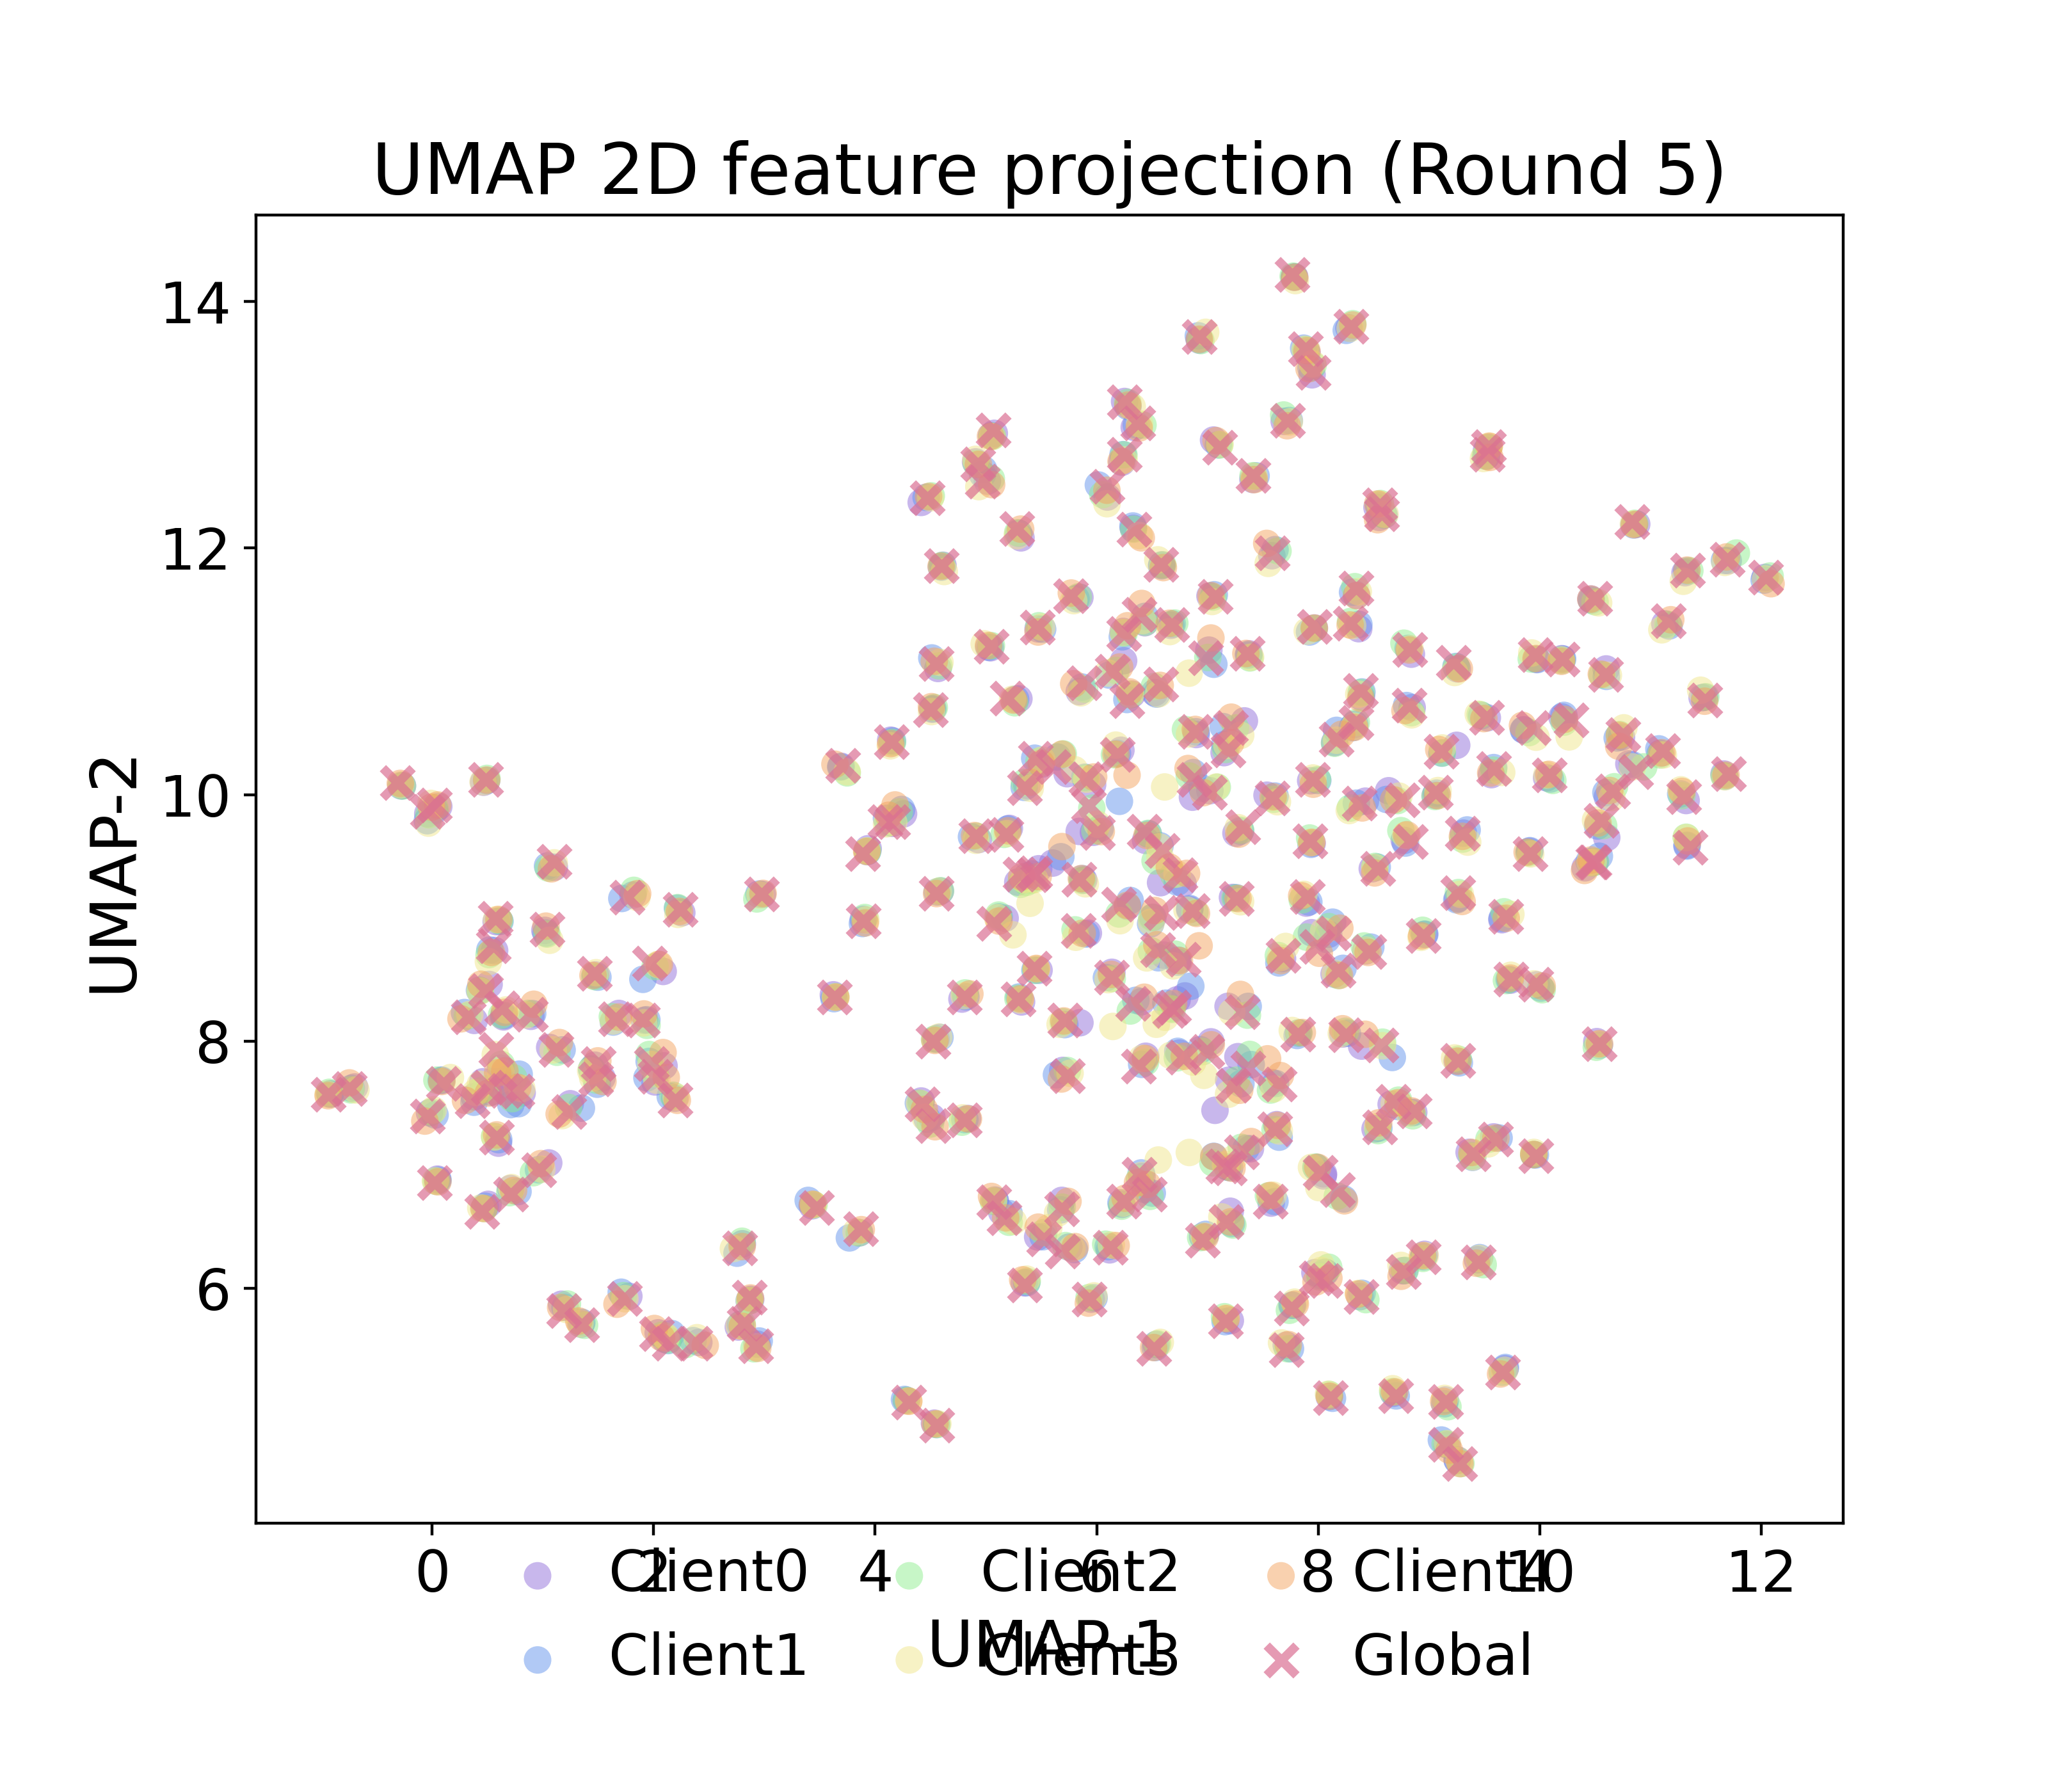 UMAP 2D feature projection (Round 5)
14
12
10
8
6
UMAP-2
0 2 4 6 8 10 12
UMAP-1
Client0 Client2 Client4
Client1 Client3 Global